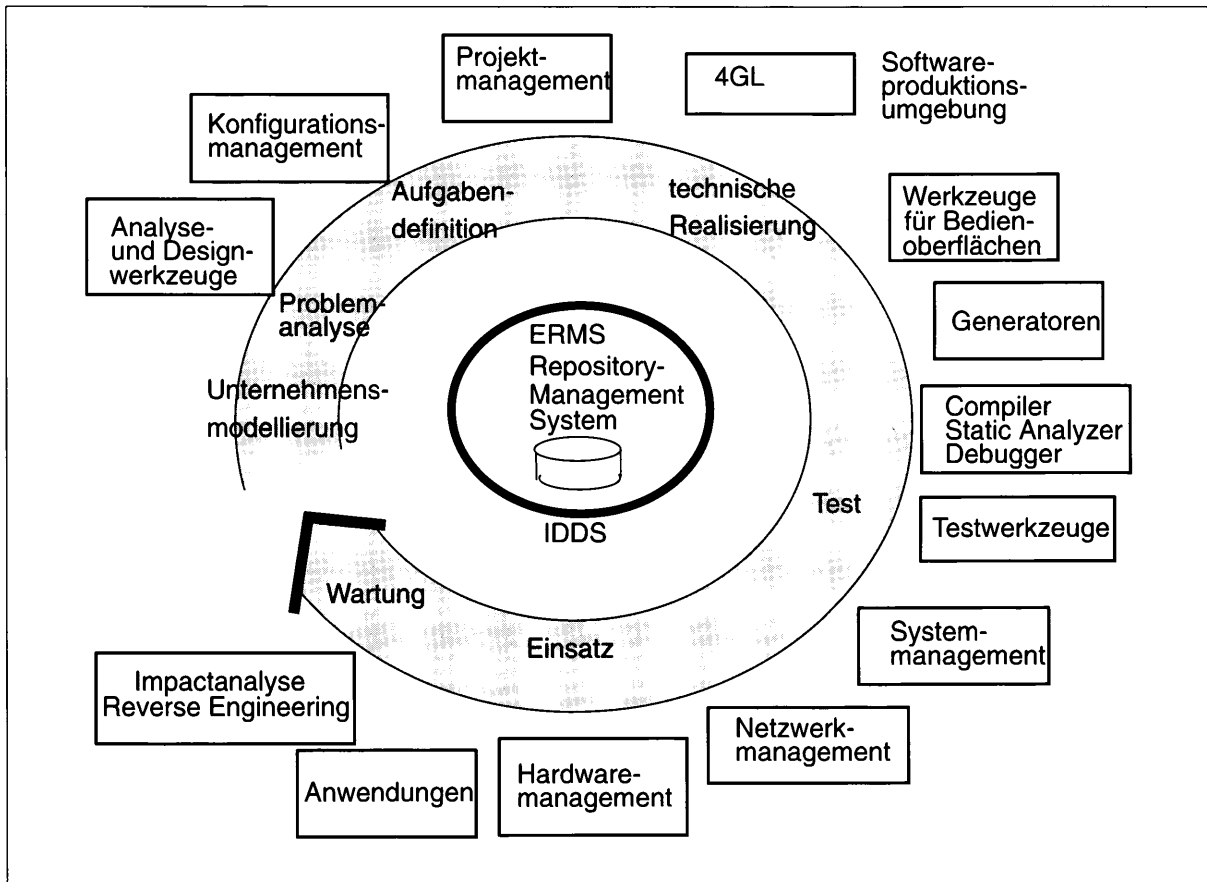 Projekt-
management
4GL
Software-
produktions-
umgebung
Konfigurations-
management
Analyse-
und Design-
werkzeuge
Aufgaben-
definition
technische
Realisierung
Werkzeuge
für Bedien-
oberflächen
Problem-
analyse
Generatoren
Unternehmens-
modellierung
ERMS
Repository-
Management
System
IDDS
Compiler
Static Analyzer
Debugger
Test
Testwerkzeuge
Wartung
Einsatz
System-
management
Impactanalyse
Reverse Engineering
Netzwerk-
management
Anwendungen
Hardware-
management